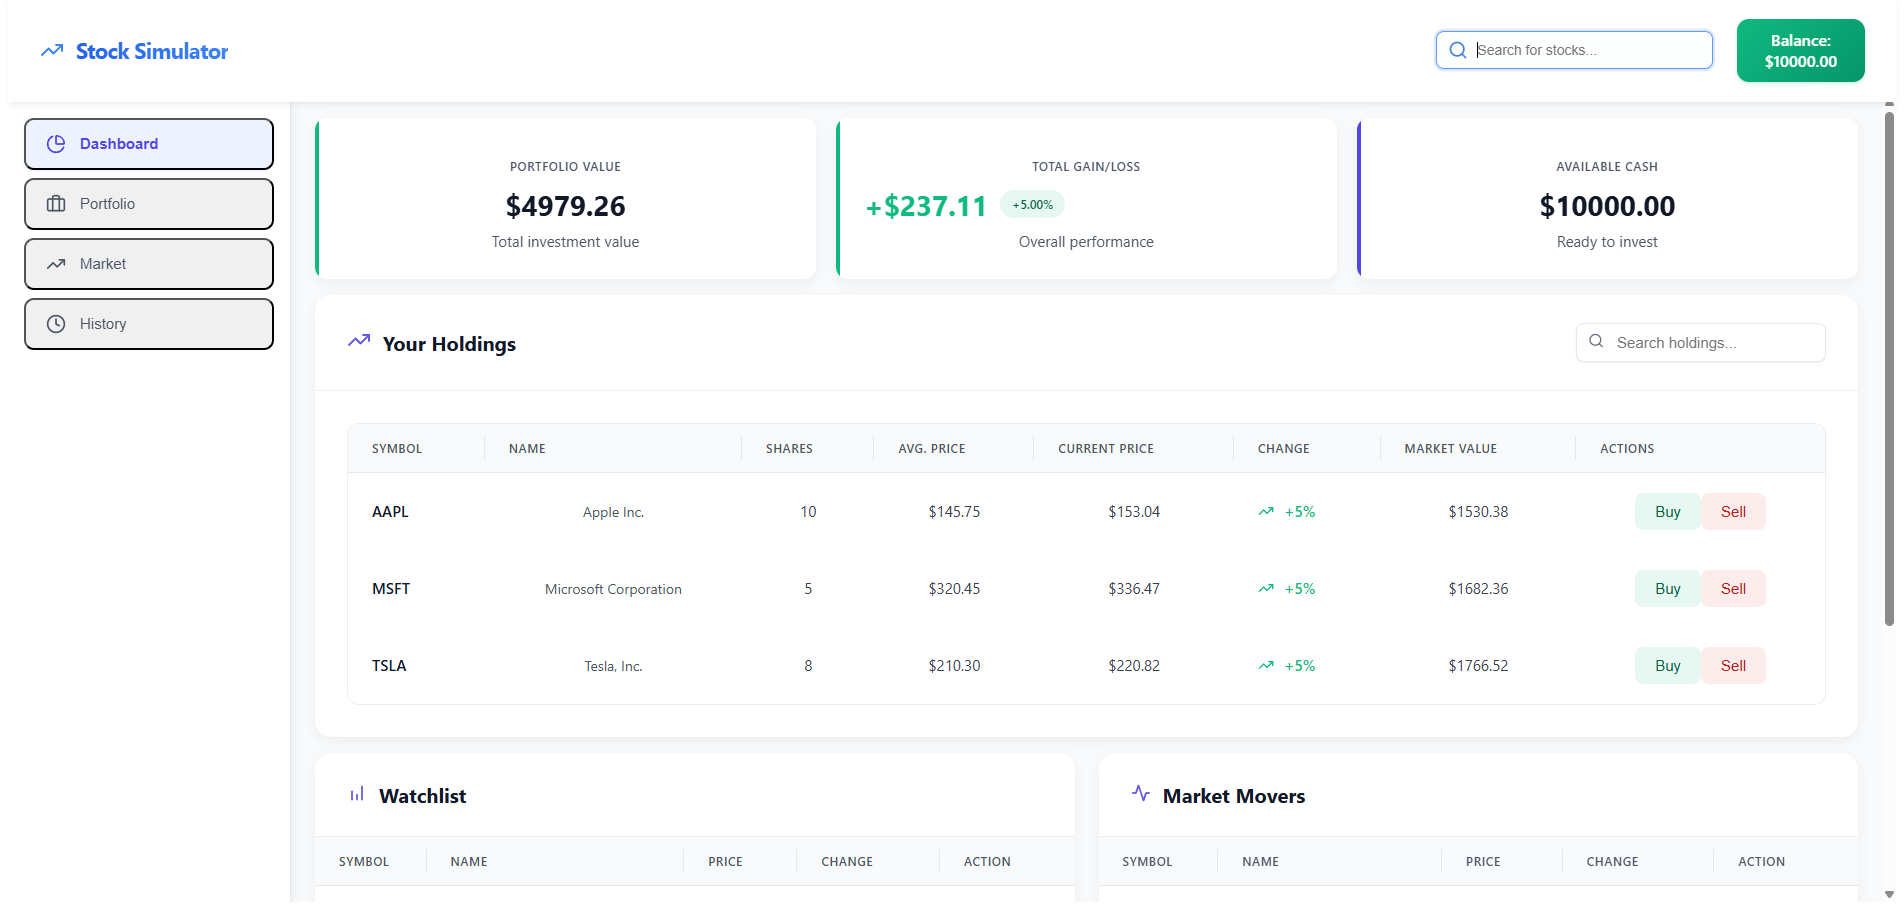 Stock Simulator
Search for stocks...
Balance:
$10000.00
Dashboard
Portfolio
Market
History
PORTFOLIO VALUE
$4979.26
Total investment value
TOTAL GAIN/LOSS
+$237.11 +5.00%
Overall performance
AVAILABLE CASH
$10000.00
Ready to invest
Your Holdings
Search holdings...
SYMBOL NAME SHARES AVG. PRICE CURRENT PRICE CHANGE MARKET VALUE ACTIONS
AAPL Apple Inc. 10 $145.75 $153.04 +5% $1530.38 Buy Sell
MSFT Microsoft Corporation 5 $320.45 $336.47 +5% $1682.36 Buy Sell
TSLA Tesla, Inc. 8 $210.30 $220.82 +5% $1766.52 Buy Sell
Watchlist
SYMBOL NAME PRICE CHANGE ACTION
Market Movers
SYMBOL NAME PRICE CHANGE ACTION